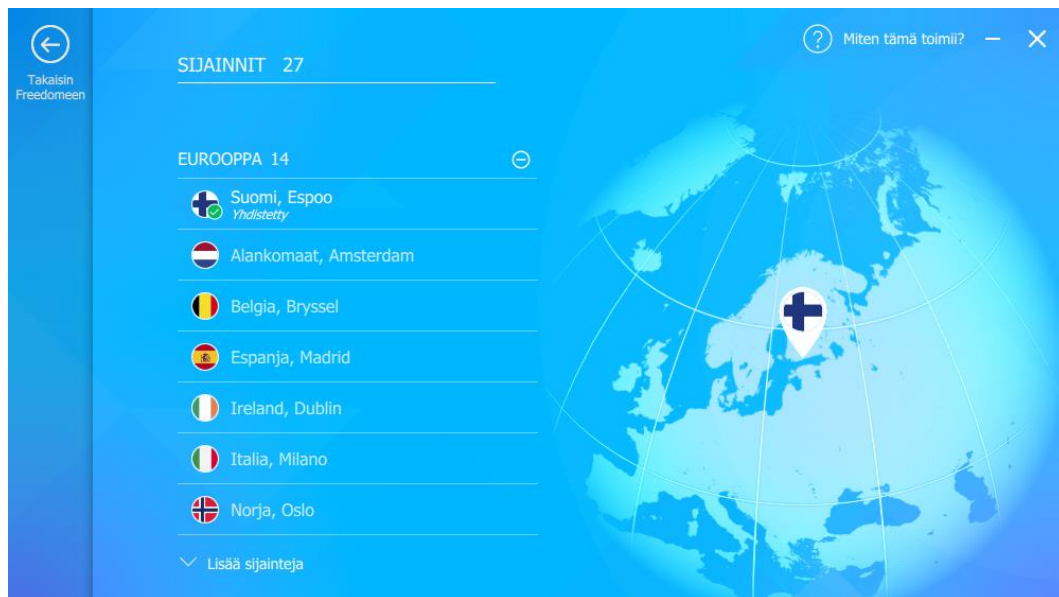 Takaisin
Freedomeen
Miten tämä toimii?
SIJAINNIT 27
EUROOPPA 14
Suomi, Espoo
Yhdistetty
Alankomaat, Amsterdam
Belgia, Bryssel
Espanja, Madrid
Ireland, Dublin
Italia, Milano
Norja, Oslo
Lisää sijainteja